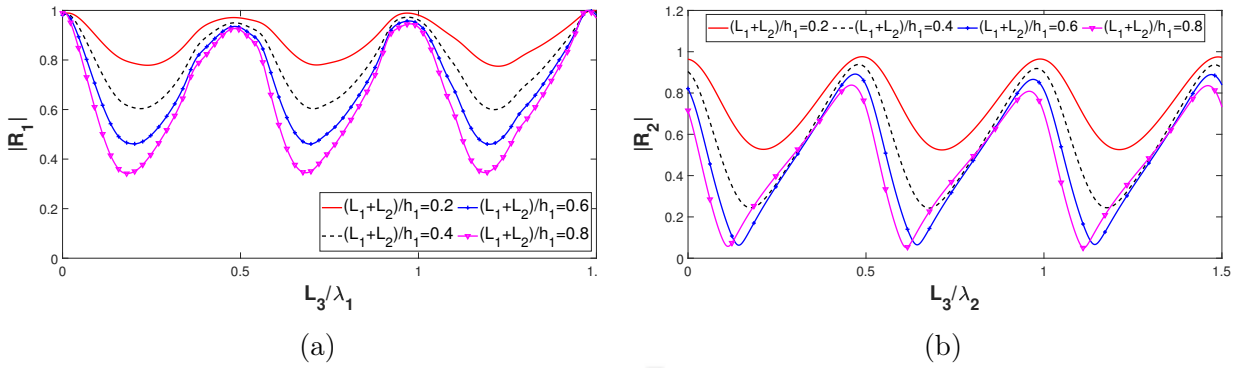 1
0.8
0.6
0.4
0.2
0
|R₁|
(L₁+L₂)/h₁=0.2 (L₁+L₂)/h₁=0.6
(L₁+L₂)/h₁=0.4 (L₁+L₂)/h₁=0.8
0 0.5 1 1.
L₃/λ₁
(a)
1.2
1
0.8
0.6
0.4
0.2
0
|R₂|
(L₁+L₂)/h₁=0.2 (L₁+L₂)/h₁=0.4 (L₁+L₂)/h₁=0.6 (L₁+L₂)/h₁=0.8
0 0.5 1 1.5
L₃/λ₂
(b)